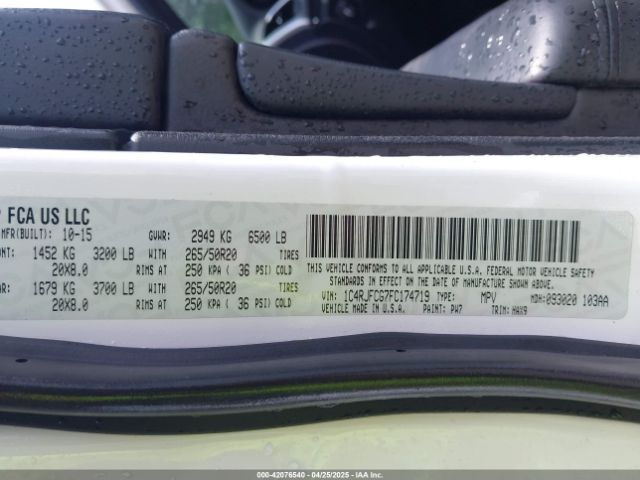 FCA US LLC
MFR(BUILT): 10-15 GVWR: 2949 KG 6500 LB
ONT: 1452 KG 3200 LB WITH 265/50R20 TIRES
20X8.0 RIMS AT 250 KPA ( 36 PSI) COLD
AR: 1679 KG 3700 LB WITH 265/50R20 TIRES
20X8.0 RIMS AT 250 KPA ( 36 PSI) COLD
THIS VEHICLE CONFORMS TO ALL APPLICABLE U.S.A. FEDERAL MOTOR VEHICLE SAFETY
STANDARDS IN EFFECT ON THE DATE OF MANUFACTURE SHOWN ABOVE.
VIN: 1C4RJFCG7FC174719 TYPE: MPV MDH:093020 103AA
VEHICLE MADE IN U.S.A. PAINT: PW7 TRIM: HAX9
000-42076540 - 04/25/2025 - IAAI.COM